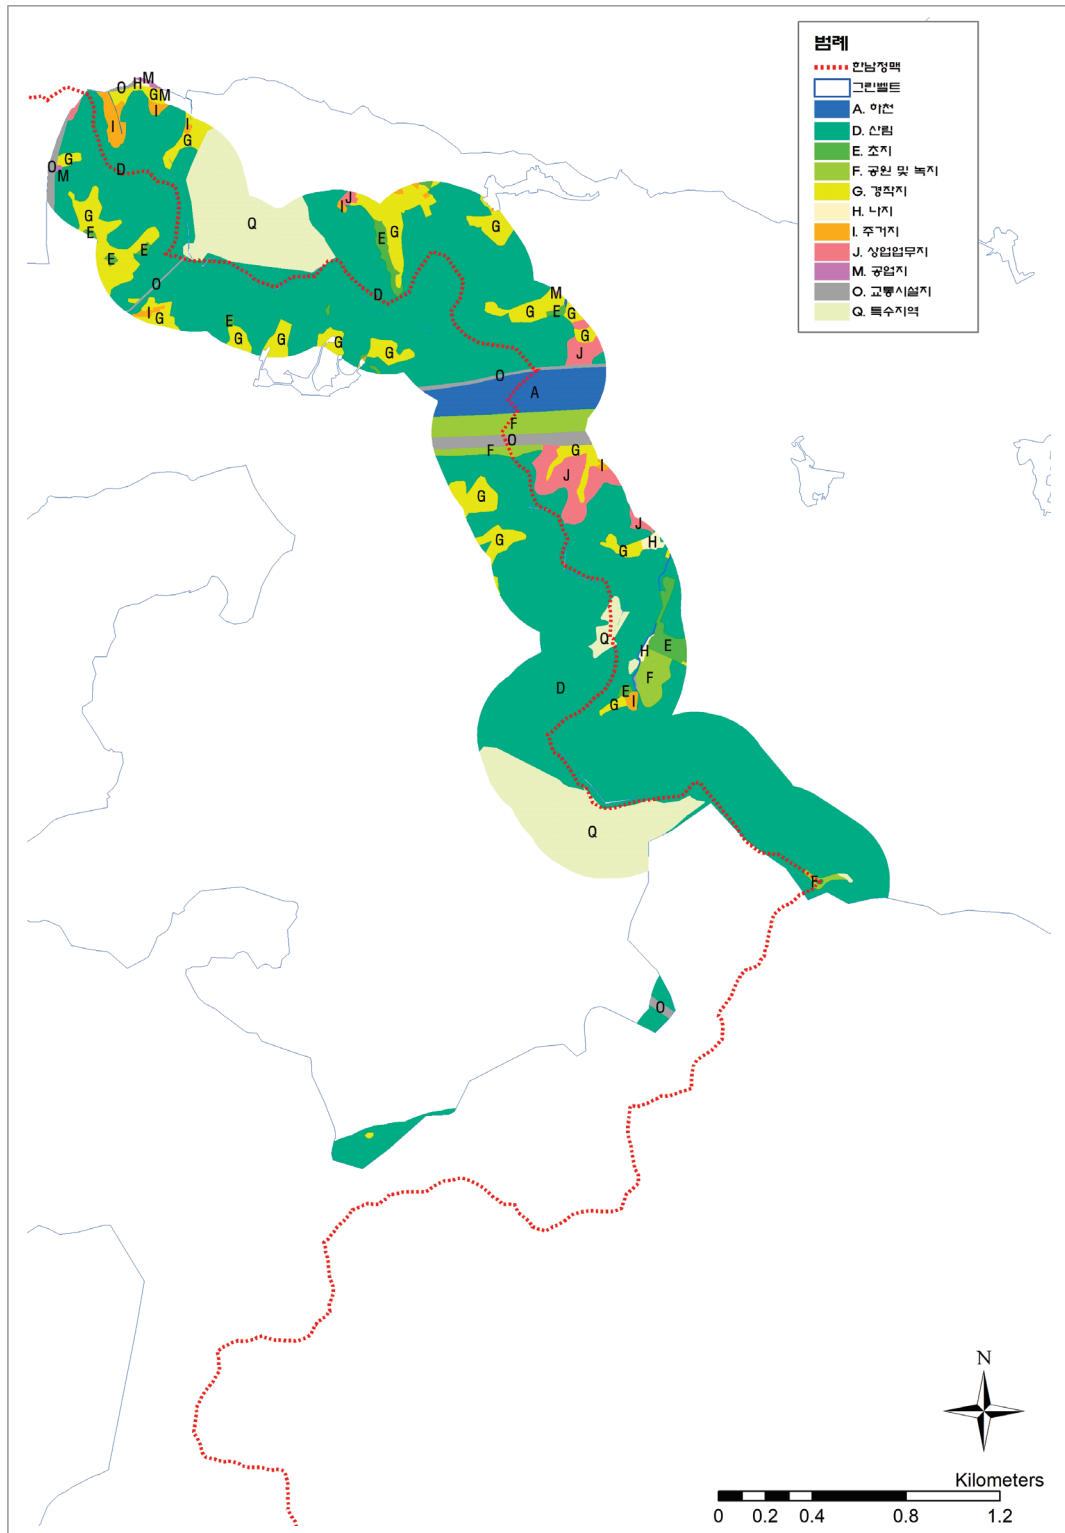 범례
한남정맥
그린벨트
A. 하천
D. 산림
E. 초지
F. 공원 및 녹지
G. 경작지
H. 나지
I. 주거지
J. 상업업무지
M. 공업지
O. 교통시설지
Q. 특수지역
O H M
G M
I
I
I
G
O G
M
D
G
E
E
E
Q
I J
E G
G
O
D
I G
E
G
G
G
G
M
G E G
G
J
O
A
F
O
F
G
I
J
G
G
J
H
G
Q
H E
F
D
E
G I
Q
F
O
N
Kilometers
0 0.2 0.4 0.8 1.2